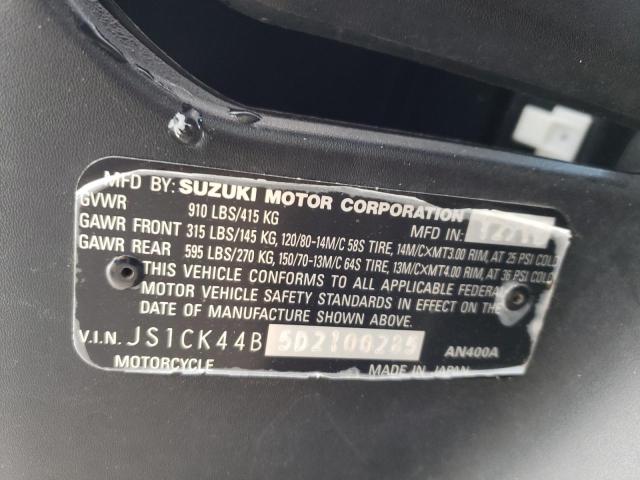 MFD BY: SUZUKI MOTOR CORPORATION
GVWR 910 LBS/415 KG MFD IN:
GAWR FRONT 315 LBS/145 KG, 120/80-14M/C 58S TIRE, 14M/C×MT3.00 RIM, AT 25 PSI COLD
GAWR REAR 595 LBS/270 KG, 150/70-13M/C 64S TIRE, 13M/C×MT4.00 RIM, AT 36 PSI COLD
THIS VEHICLE CONFORMS TO ALL APPLICABLE FEDERAL
MOTOR VEHICLE SAFETY STANDARDS IN EFFECT ON THE
DATE OF MANUFACTURE SHOWN ABOVE.
V.I.N. JS1CK44B 5D2100285 AN400A
MOTORCYCLE MADE IN JAPAN